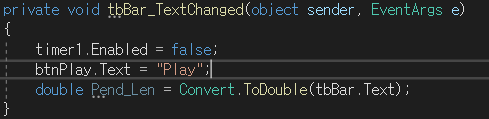 private void tbBar_TextChanged(object sender, EventArgs e)
{
timer1.Enabled = false;
btnPlay.Text = "Play";
double Pend_Len = Convert.ToDouble(tbBar.Text);
}